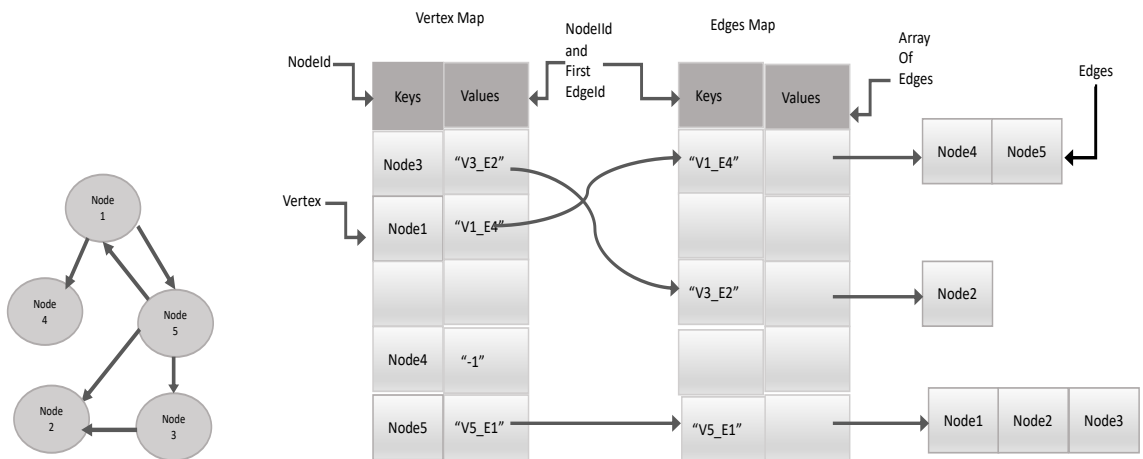 Vertex Map
NodeIId
and
First
EdgeId
Edges Map
Array
Of
Edges
NodeId
Edges
Keys
Values
Keys
Values
Node3
“V3_E2”
“V1_E4”
Node4
Node5
Vertex
Node1
“V1_E4”
“V3_E2”
Node2
Node4
“-1”
Node5
“V5_E1”
“V5_E1”
Node1
Node2
Node3
Node
1
Node
4
Node
5
Node
2
Node
3